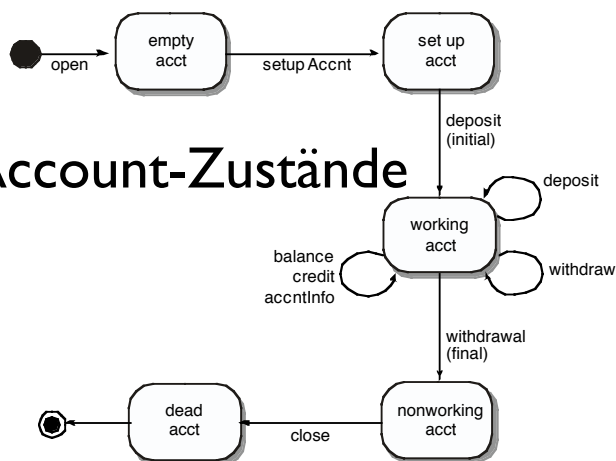 empty
acct
set up
acct
open
setup Accnt
deposit
(initial)
Account-Zustände
deposit
working
acct
balance
credit
accntInfo
withdraw
withdrawal
(final)
dead
acct
nonworking
acct
close